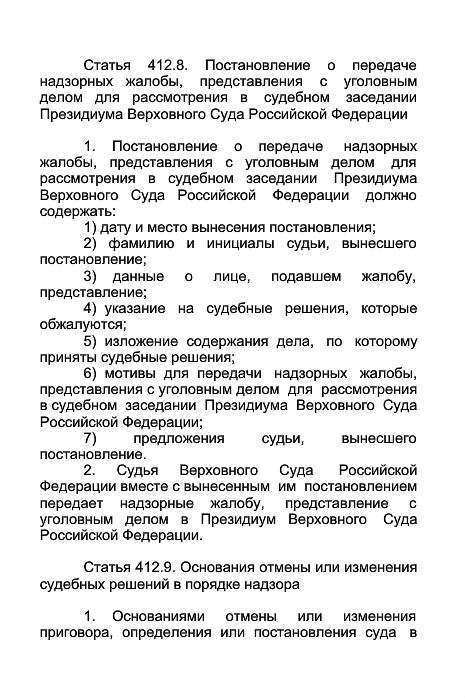 Статья 412.8. Постановление о передаче
надзорных жалобы, представления с уголовным
делом для рассмотрения в судебном заседании
Президиума Верховного Суда Российской Федерации
1. Постановление о передаче надзорных
жалобы, представления с уголовным делом для
рассмотрения в судебном заседании Президиума
Верховного Суда Российской Федерации должно
содержать:
1) дату и место вынесения постановления;
2) фамилию и инициалы судьи, вынесшего
постановление;
3) данные о лице, подавшем жалобу,
представление;
4) указание на судебные решения, которые
обжалуются;
5) изложение содержания дела, по которому
приняты судебные решения;
6) мотивы для передачи надзорных жалобы,
представления с уголовным делом для рассмотрения
в судебном заседании Президиума Верховного Суда
Российской Федерации;
7) предложения судьи, вынесшего
постановление.
2. Судья Верховного Суда Российской
Федерации вместе с вынесенным им постановлением
передает надзорные жалобу, представление с
уголовным делом в Президиум Верховного Суда
Российской Федерации.
Статья 412.9. Основания отмены или изменения
судебных решений в порядке надзора
1. Основаниями отмены или изменения
приговора, определения или постановления суда в